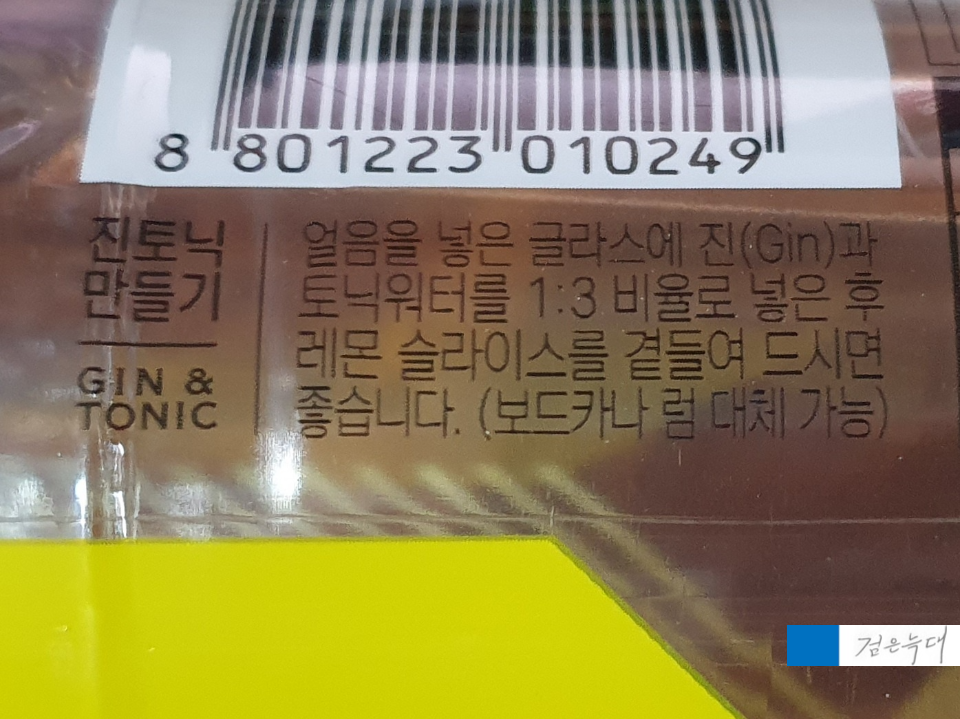 8 801223 010249
진토닉
만들기
GIN &
TONIC
얼음을 넣은 글라스에 진(Gin)과
토닉워터를 1:3 비율로 넣은 후
레몬 슬라이스를 곁들여 드시면
좋습니다. (보드카나 럼 대체 가능)
검은늑대